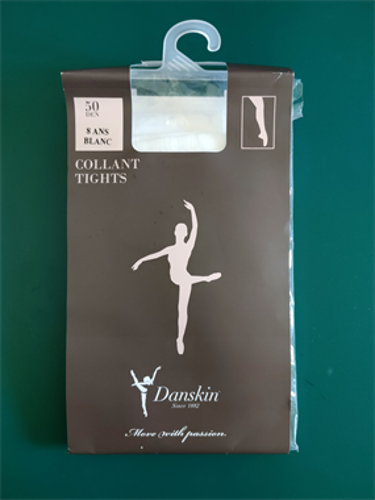 50
DEN
8 ANS
BLANC
COLLANT
TIGHTS
Danskin
Since 1882
Move with passion.